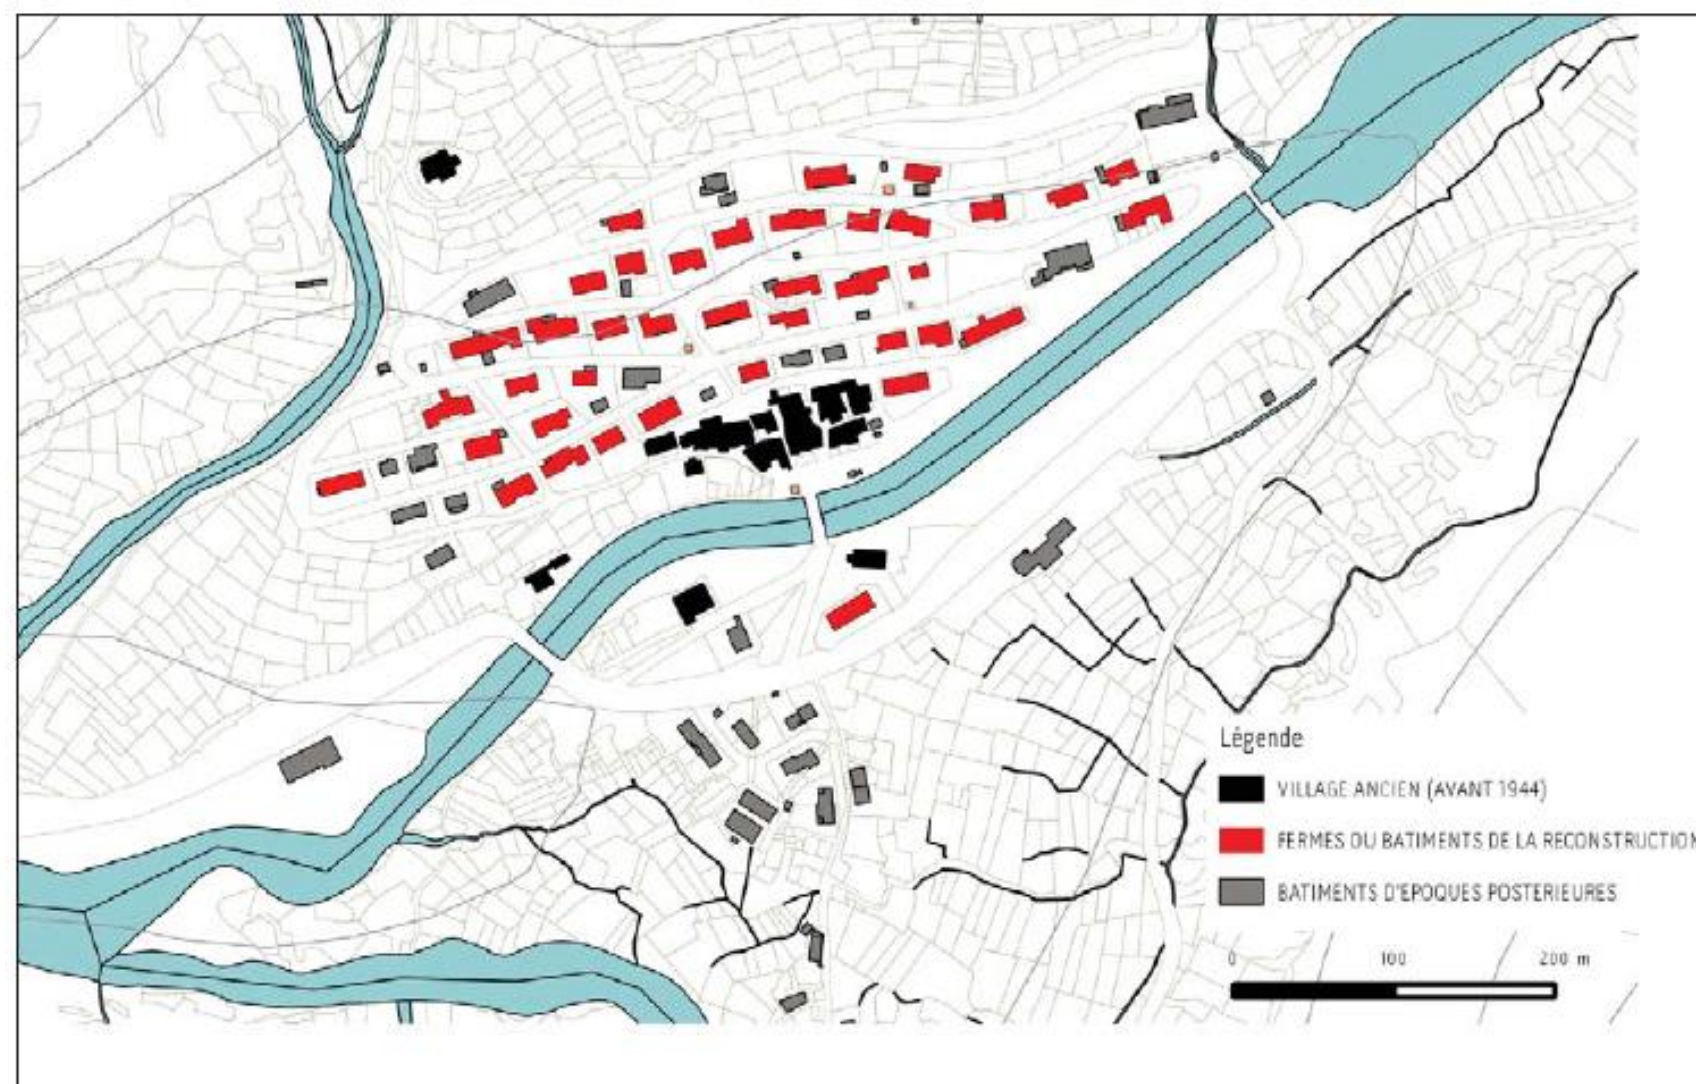 Légende
VILLAGE ANCIEN (AVANT 1944)
FERMES OU BATIMENTS DE LA RECONSTRUCTION
BATIMENTS D'EPOQUES POSTERIEURES
0 100 200 m